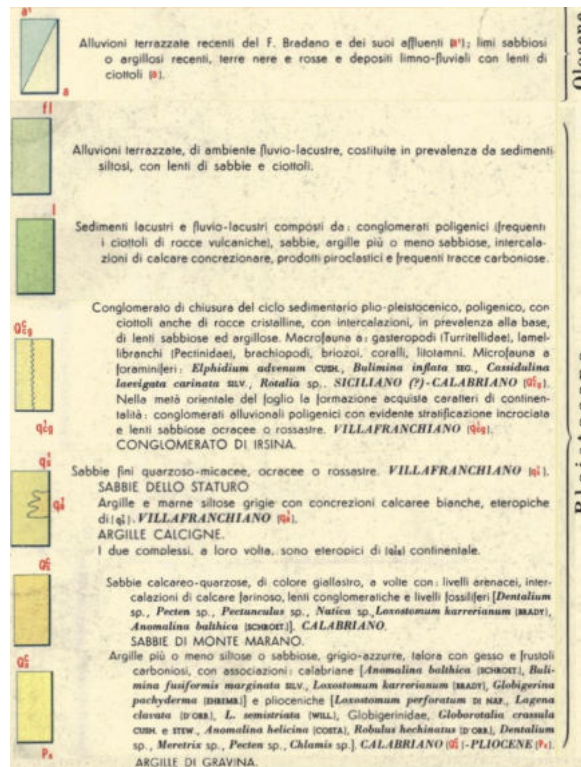 a¹
Alluvioni terrazzate recenti del F. Bradano e dei suoi affluenti (a¹); limi sabbiosi
o argillosi recenti, terre nere e rosse e depositi limno-fluviali con lenti di
ciottoli (a).
a
Olocene
fl
Alluvioni terrazzate, di ambiente fluvio-lacustre, costituite in prevalenza da sedimenti
siltosi, con lenti di sabbie e ciottoli.
l
Sedimenti lacustri e fluvio-lacustri composti da: conglomerati poligenici (frequenti
i ciottoli di rocce vulcaniche), sabbie, argille più o meno sabbiose, intercala-
zioni di calcare concrezionare, prodotti piroclastici e frequenti tracce carboniose.
Conglomerato di chiusura del ciclo sedimentario plio-pleistocenico, poligenico, con
ciottoli anche di rocce cristalline, con intercalazioni, in prevalenza alla base,
di lenti sabbiose ed argillose. Macrofauna a: gasteropodi (Turritellidae), lamel-
libranchi (Pectinidae), brachiopodi, briozoi, coralli, litotamni. Microfauna a
foraminiferi: Elphidium advenum CUSH., Bulimina inflata SEG., Cassidulina
laevigata carinata SILV., Rotalia sp.. SICILIANO (?)-CALABRIANO
Nella metà orientale del foglio la formazione acquista caratteri di continen-
talità: conglomerati alluvionali poligenici con evidente stratificazione incrociata
e lenti sabbiose ocracee o rossastre. VILLAFRANCHIANO
CONGLOMERATO DI IRSINA.
Sabbie fini quarzoso-micacee, ocracee o rossastre. VILLAFRANCHIANO
SABBIE DELLO STATURO
Argille e marne siltose grigie con concrezioni calcaree bianche, eteropiche
di VILLAFRANCHIANO
ARGILLE CALCIGNE.
I due complessi, a loro volta, sono eteropici di continentale.
Sabbie calcareo-quarzose, di colore giallastro, a volte con: livelli arenacei, inter-
calazioni di calcare farinoso, lenti conglomeratiche e livelli fossiliferi [Dentalium
sp., Pecten sp., Pectunculus sp., Natica sp., Loxostomum karrerianum (BRADY),
Anomalina balthica (SCHROET.)]. CALABRIANO.
SABBIE DI MONTE MARANO.
Argille più o meno siltose o sabbiose, grigio-azzurre, talora con gesso e frustoli
carboniosi, con associazioni: calabriane [Anomalina balthica (SCHROET.), Buli-
mina fusiformis marginata SILV., Loxostomum karrerianum (BRADY), Globigerina
pachyderma (EHREMB.)] e plioceniche [Loxostomum perforatum DI NAP., Lagena
clavata (D'ORB.), L. semistriata (WILL.), Globigerinidae, Globorotalia crassula
CUSH. e STEW., Anomalina helicina (COSTA), Robulus hechinatus (D'ORB.), Dentalium
sp., Meretrix sp., Pecten sp., Chlamis sp.]. CALABRIANO -PLIOCENE
ARGILLE DI GRAVINA.